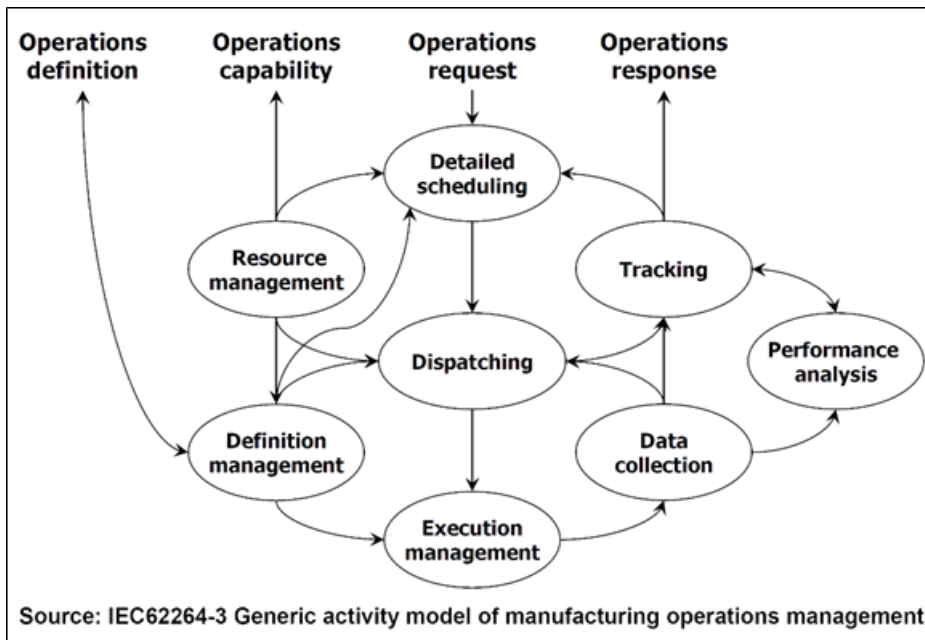 Operations
definition
Operations
capability
Operations
request
Operations
response
Detailed
scheduling
Resource
management
Tracking
Dispatching
Performance
analysis
Definition
management
Data
collection
Execution
management
Source: IEC62264-3 Generic activity model of manufacturing operations management